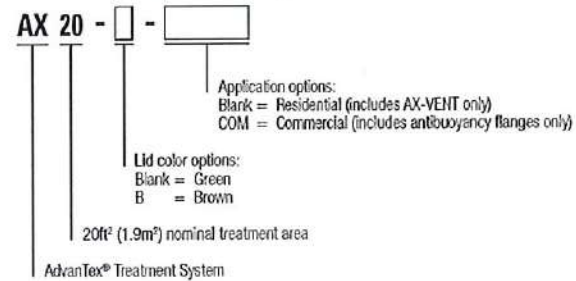 AX 20 - -
Application options:
Blank = Residential (includes AX-VENT only)
COM = Commercial (includes antibuoyancy flanges only)
Lid color options:
Blank = Green
B = Brown
20ft² (1.9m²) nominal treatment area
AdvanTex® Treatment System